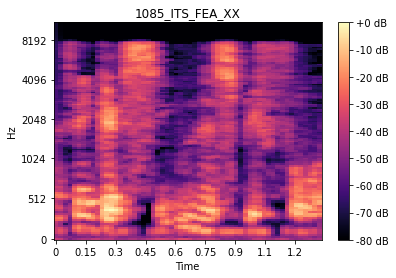 1085_ITS_FEA_XX
Hz
8192
4096
2048
1024
512
0
0 0.15 0.3 0.45 0.6 0.75 0.9 1.1 1.2
Time
+0 dB
-10 dB
-20 dB
-30 dB
-40 dB
-50 dB
-60 dB
-70 dB
-80 dB